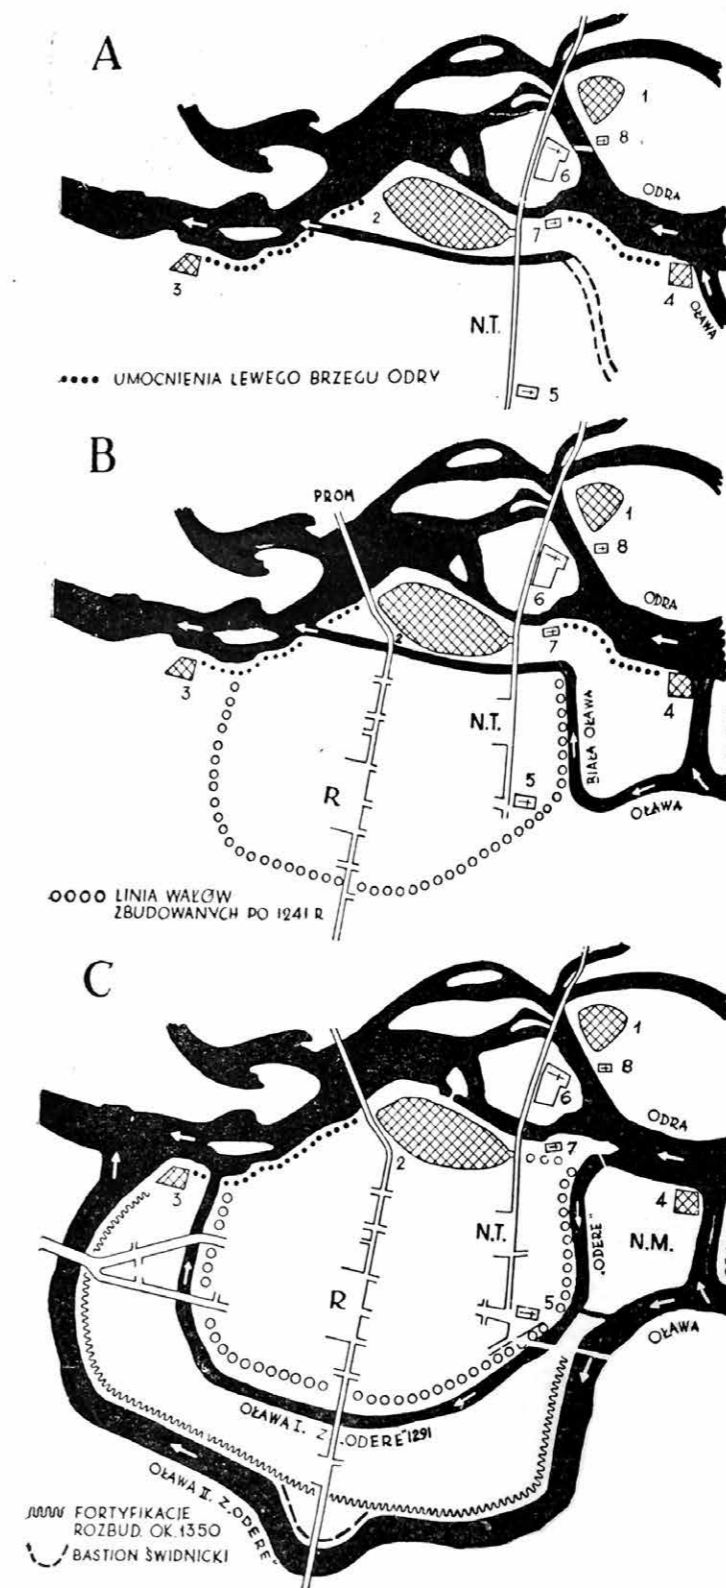 A
1
8
6
ODRA
2
7
3
4
N.T.
OŁAWA
5
•••• UMOCNIENIA LEWEGO BRZEGU ODRY
B
PROM
1
8
6
ODRA
2
7
3
4
N.T.
BIAŁA OŁAWA
R
5
OŁAWA
LINIA WAŁÓW
ZBUDOWANYCH PO 1241 R
C
1
8
6
ODRA
2
7
3
4
N.T.
"ODERE"
N.M.
R
5
OŁAWA
OŁAWA I. Z "ODERE" 1291
OŁAWA II. Z "ODERE"
FORTYFIKACJE
ROZBUD. OK. 1350
BASTION ŚWIDNICKI